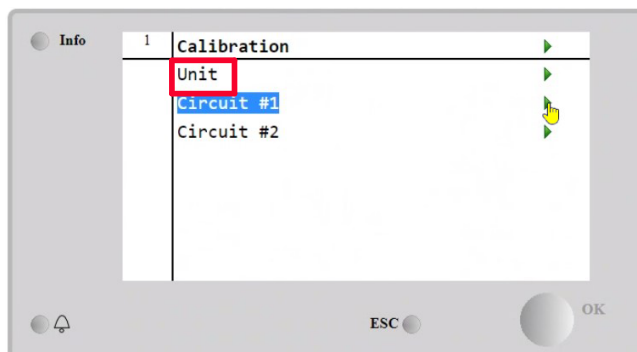 Info
1 Calibration
Unit
Circuit #1
Circuit #2
ESC
OK